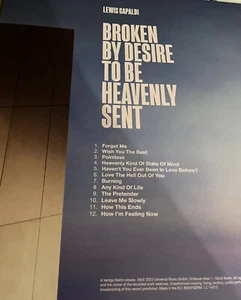 LEWIS CAPALDI
BROKEN
BY DESIRE
TO BE
HEAVENLY
SENT
1. Forget Me
2. Wish You The Best
3. Pointless
4. Heavenly Kind Of State Of Mind
5. Haven't You Ever Been In Love Before?
6. Love The Hell Out Of You
7. Burning
8. Any Kind Of Life
9. The Pretender
10. Leave Me Slowly
11. How This Ends
12. How I'm Feeling Now